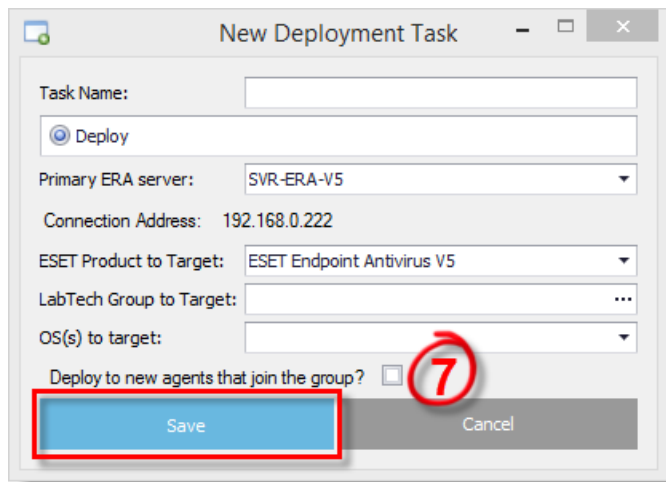 New Deployment Task
Task Name:
Deploy
Primary ERA server: SVR-ERA-V5
Connection Address: 192.168.0.222
ESET Product to Target: ESET Endpoint Antivirus V5
LabTech Group to Target: ...
OS(s) to target:
Deploy to new agents that join the group? 7
Save Cancel